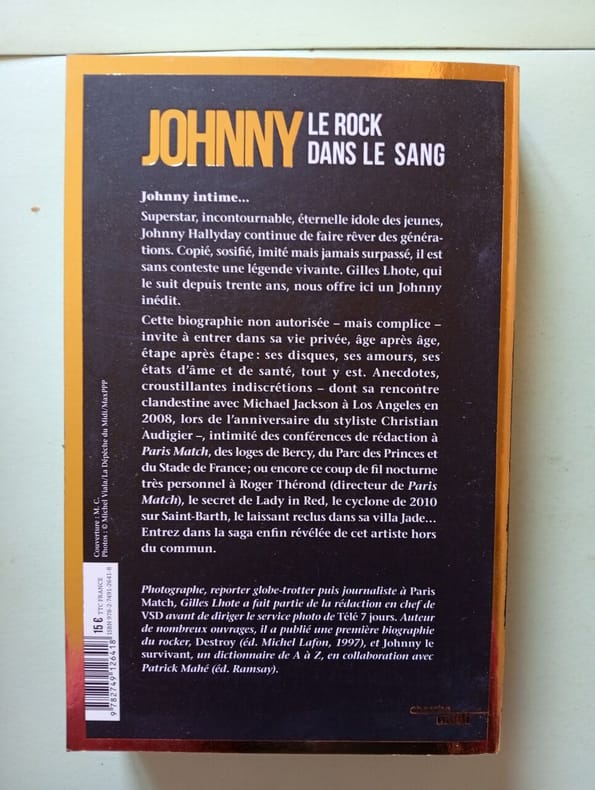 JOHNNY LE ROCK
DANS LE SANG
Johnny intime...
Superstar, incontournable, éternelle idole des jeunes,
Johnny Hallyday continue de faire rêver des généra-
tions. Copié, sosifié, imité mais jamais surpassé, il est
sans conteste une légende vivante. Gilles Lhote, qui
le suit depuis trente ans, nous offre ici un Johnny
inédit.
Cette biographie non autorisée – mais complice –
invite à entrer dans sa vie privée, âge après âge,
étape après étape : ses disques, ses amours, ses
états d'âme et de santé, tout y est. Anecdotes,
croustillantes indiscrétions – dont sa rencontre
clandestine avec Michael Jackson à Los Angeles en
2008, lors de l'anniversaire du styliste Christian
Audigier –, intimité des conférences de rédaction à
Paris Match, des loges de Bercy, du Parc des Princes et
du Stade de France ; ou encore ce coup de fil nocturne
très personnel à Roger Thérond (directeur de Paris
Match), le secret de Lady in Red, le cyclone de 2010
sur Saint-Barth, le laissant reclus dans sa villa Jade...
Entrez dans la saga enfin révélée de cet artiste hors
du commun.
Photographe, reporter globe-trotter puis journaliste à Paris
Match, Gilles Lhote a fait partie de la rédaction en chef de
VSD avant de diriger le service photo de Télé 7 jours. Auteur
de nombreux ouvrages, il a publié une première biographie
du rocker, Destroy (éd. Michel Lafon, 1997), et Johnny le
survivant, un dictionnaire de A à Z, en collaboration avec
Patrick Mahé (éd. Ramsay).
Couverture : M. C.
Photos : © Michel Viala/La Dépêche du Midi/MaxPPP
15 € TTC FRANCE
ISBN 978-2-7491-2641-8
9 782749 126418
cherche
midi